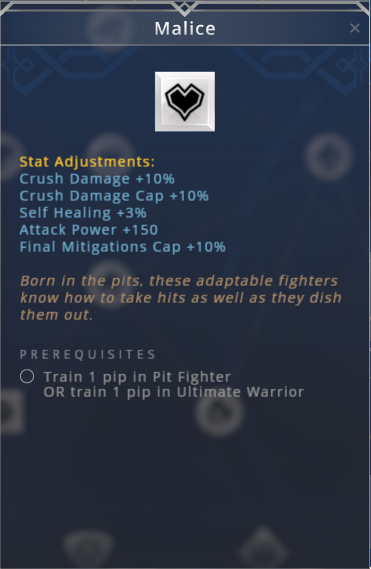 Malice
Stat Adjustments:
Crush Damage +10%
Crush Damage Cap +10%
Self Healing +3%
Attack Power +150
Final Mitigations Cap +10%
Born in the pits, these adaptable fighters
know how to take hits as well as they dish
them out.
PREREQUISITES
Train 1 pip in Pit Fighter
OR train 1 pip in Ultimate Warrior